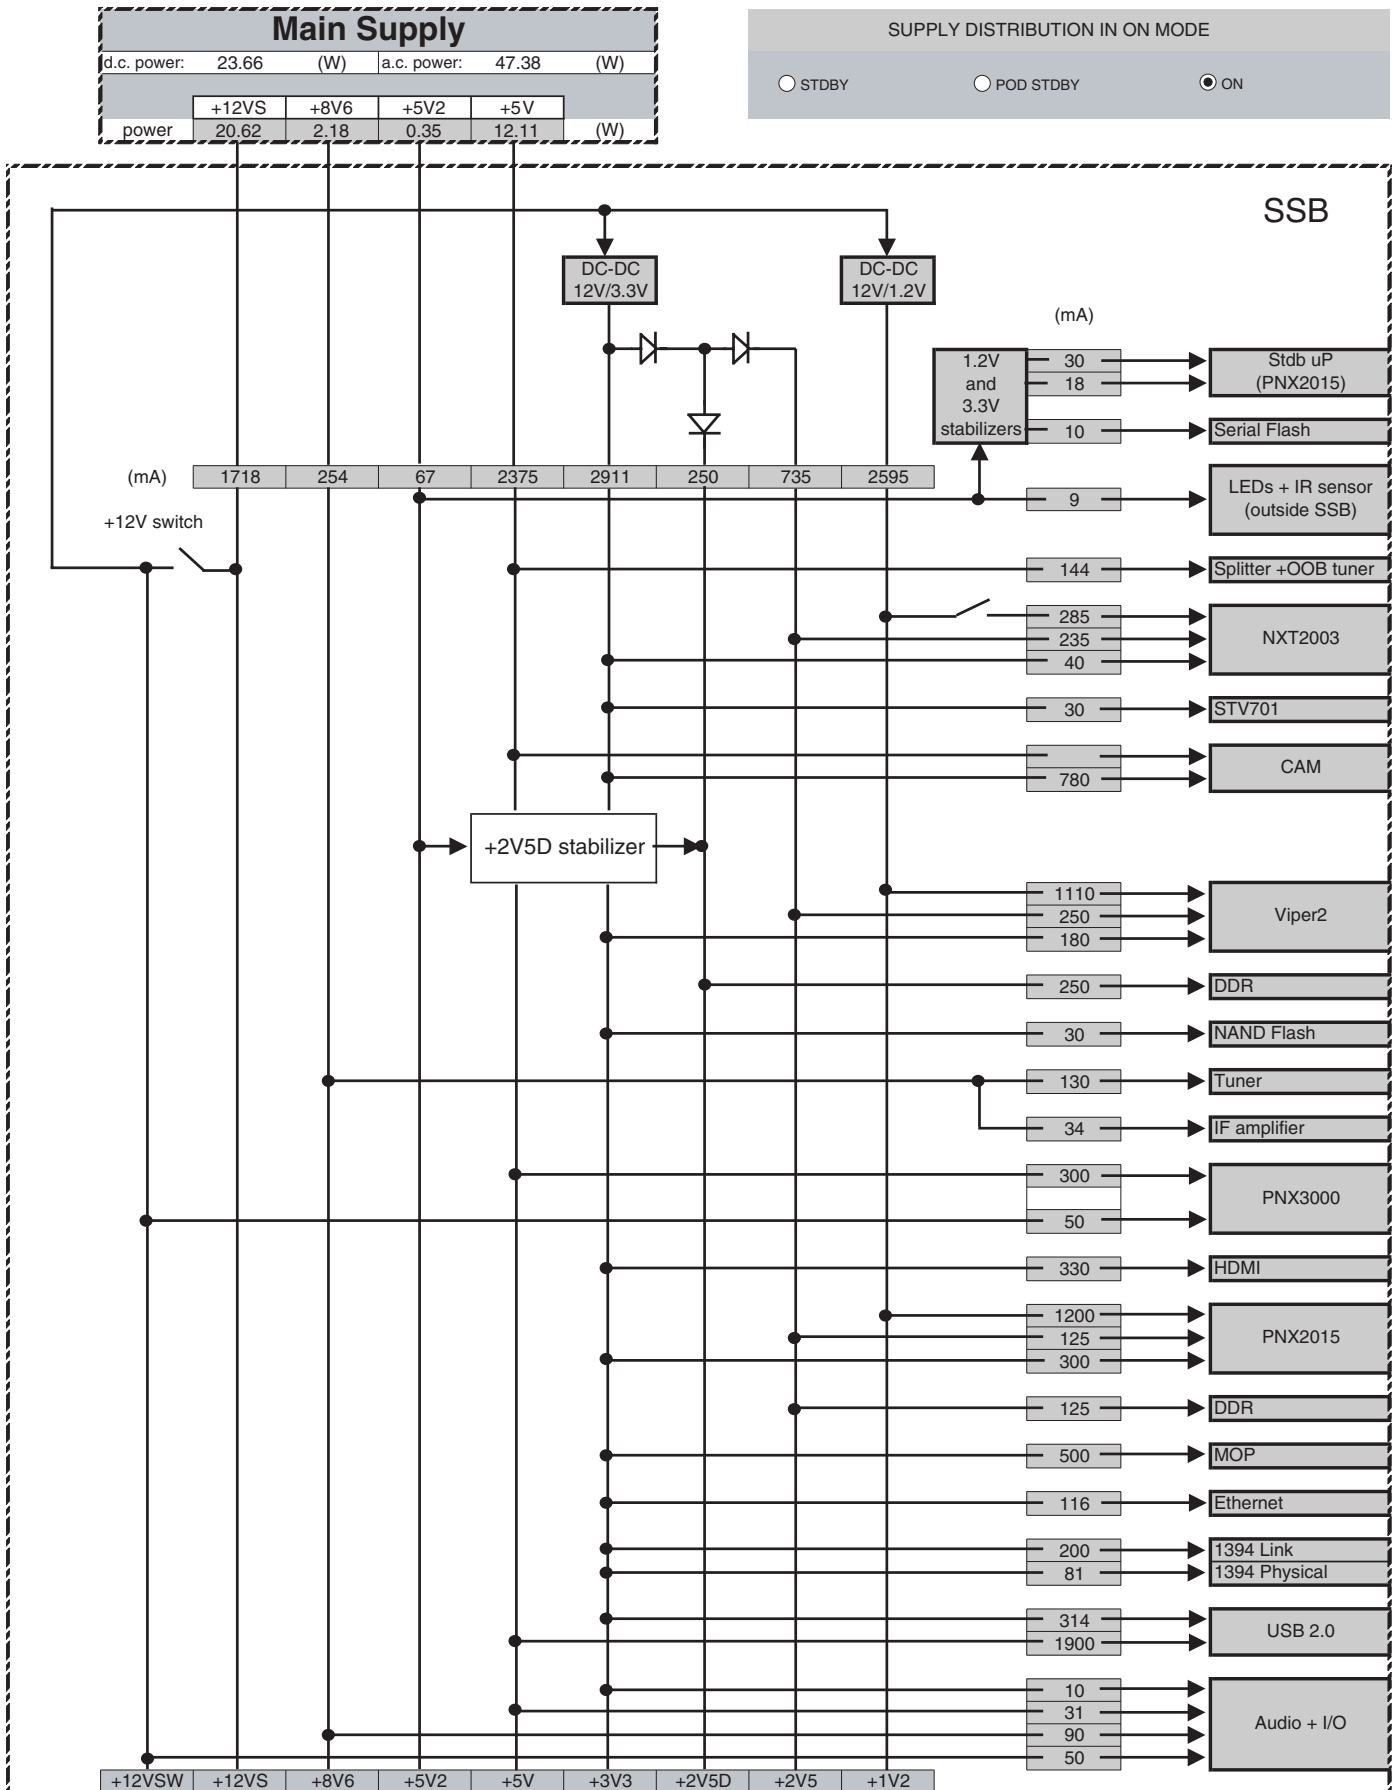 Main Supply
d.c. power: 23.66 (W) a.c. power: 47.38 (W)
+12VS +8V6 +5V2 +5V
power 20.62 2.18 0.35 12.11 (W)
SUPPLY DISTRIBUTION IN ON MODE
STDBY POD STDBY ON
SSB
DC-DC
12V/3.3V
DC-DC
12V/1.2V
(mA)
1.2V
and
3.3V
stabilizers
30
18
Stdb uP
(PNX2015)
10 Serial Flash
(mA) 1718 254 67 2375 2911 250 735 2595
9
LEDs + IR sensor
(outside SSB)
+12V switch
144 Splitter +OOB tuner
285
235
40
NXT2003
30 STV701
780
CAM
+2V5D stabilizer
1110
250
180
Viper2
250 DDR
30 NAND Flash
130 Tuner
34 IF amplifier
300
50
PNX3000
330 HDMI
1200
125
300
PNX2015
125 DDR
500 MOP
116 Ethernet
200 1394 Link
81 1394 Physical
314
1900
USB 2.0
10
31
90
50
Audio + I/O
+12VSW +12VS +8V6 +5V2 +5V +3V3 +2V5D +2V5 +1V2